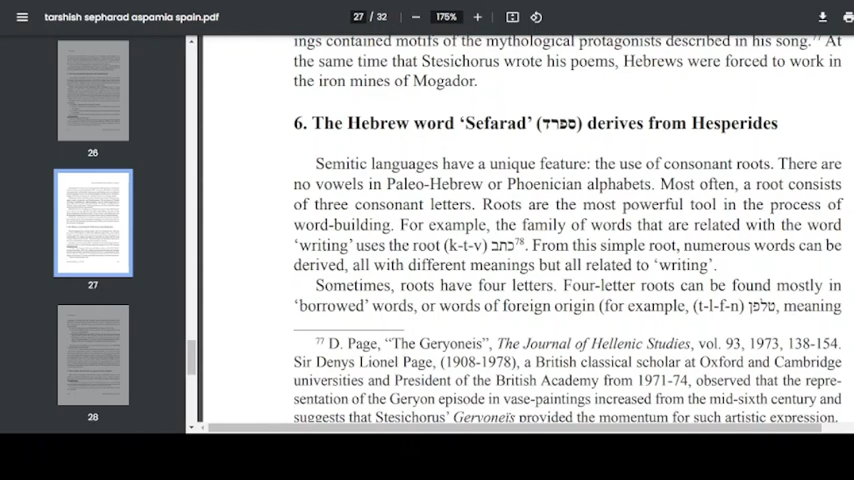 tarshish sepharad aspamia spain.pdf
27 / 32
175%
26
27
28
ings contained motifs of the mythological protagonists described in his song.77 At
the same time that Stesichorus wrote his poems, Hebrews were forced to work in
the iron mines of Mogador.
6. The Hebrew word ‘Sefarad’ (ספרד) derives from Hesperides
Semitic languages have a unique feature: the use of consonant roots. There are
no vowels in Paleo-Hebrew or Phoenician alphabets. Most often, a root consists
of three consonant letters. Roots are the most powerful tool in the process of
word-building. For example, the family of words that are related with the word
‘writing’ uses the root (k-t-v) כתב78. From this simple root, numerous words can be
derived, all with different meanings but all related to ‘writing’.
Sometimes, roots have four letters. Four-letter roots can be found mostly in
‘borrowed’ words, or words of foreign origin (for example, (t-l-f-n) טלפן, meaning
77 D. Page, “The Geryoneis”, The Journal of Hellenic Studies, vol. 93, 1973, 138-154.
Sir Denys Lionel Page, (1908-1978), a British classical scholar at Oxford and Cambridge
universities and President of the British Academy from 1971-74, observed that the repre-
sentation of the Geryon episode in vase-paintings increased from the mid-sixth century and
suggests that Stesichorus’ Geryoneïs provided the momentum for such artistic expression.